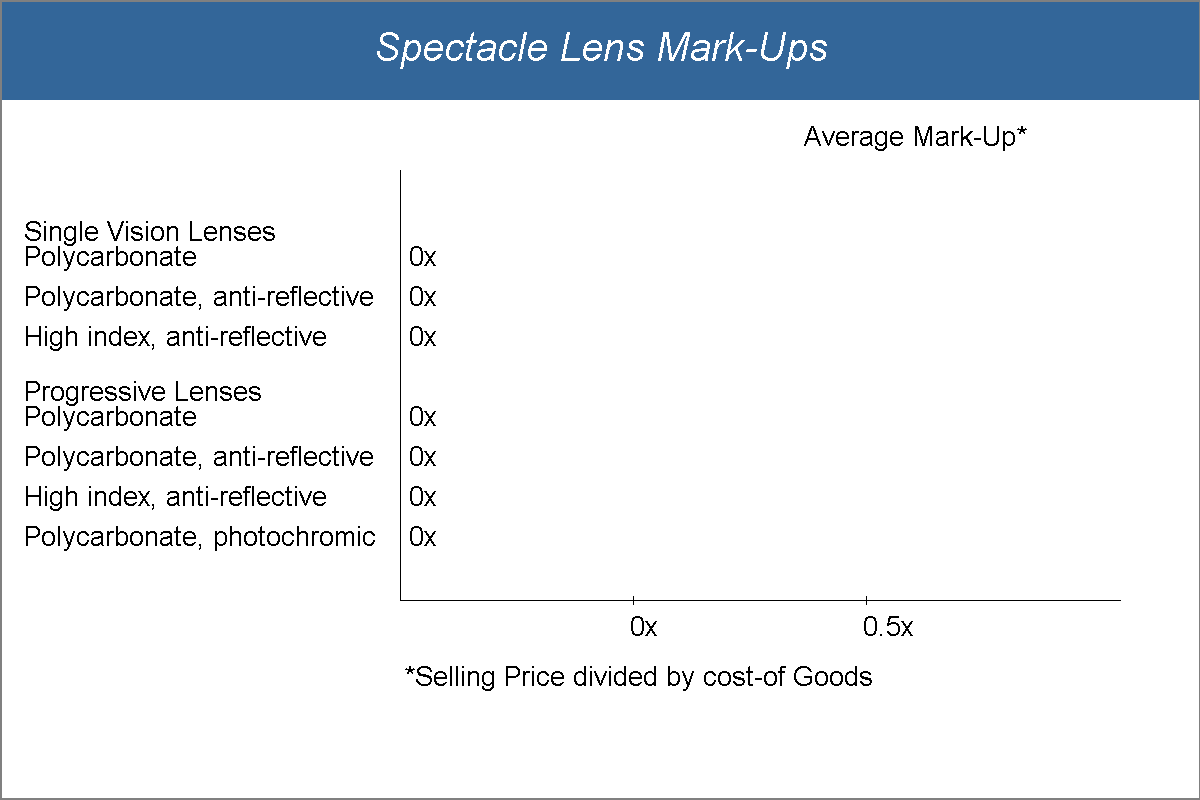 Spectacle Lens Mark-Ups
Average Mark-Up*
Single Vision Lenses
Polycarbonate 0x
Polycarbonate, anti-reflective 0x
High index, anti-reflective 0x
Progressive Lenses
Polycarbonate 0x
Polycarbonate, anti-reflective 0x
High index, anti-reflective 0x
Polycarbonate, photochromic 0x
0x 0.5x
*Selling Price divided by cost-of Goods